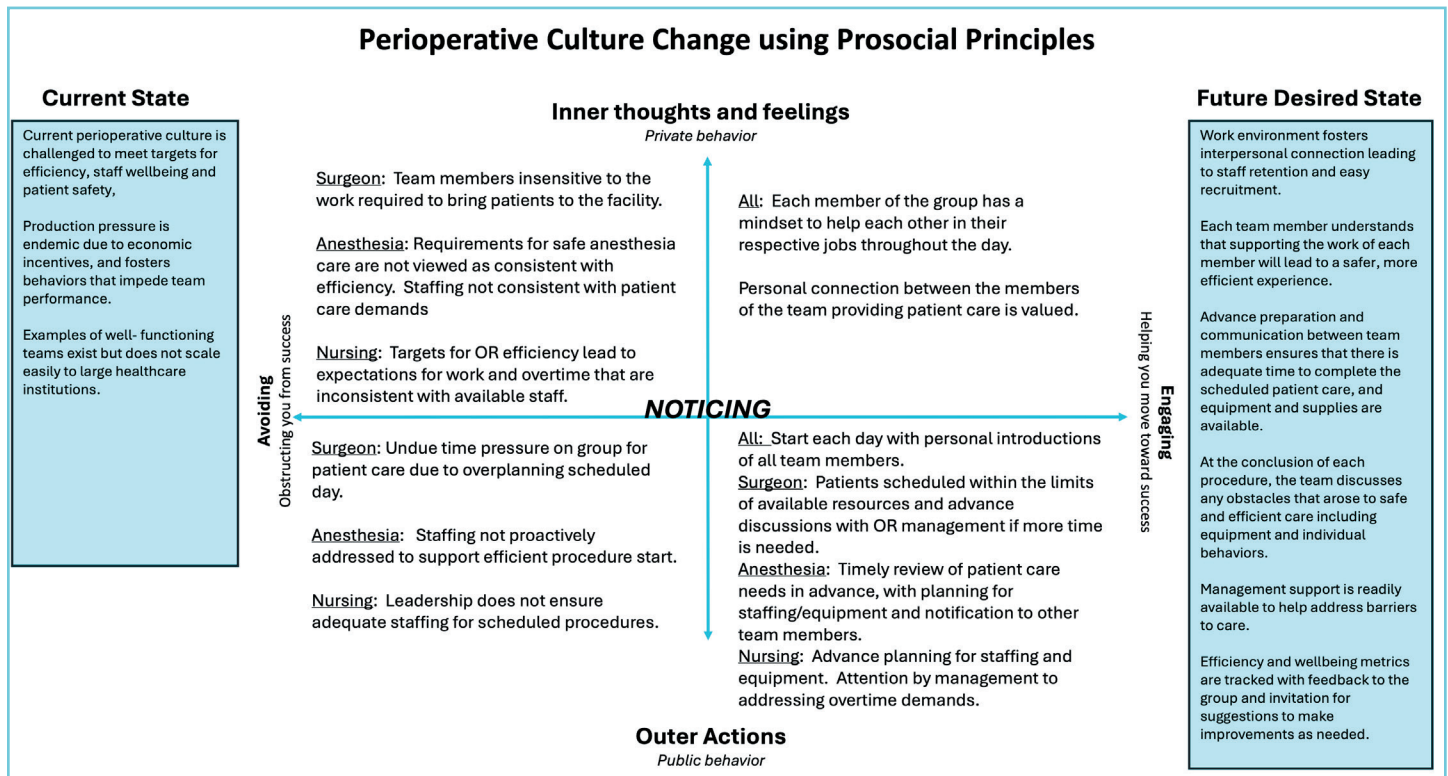 Perioperative Culture Change using Prosocial Principles
Current State
Current perioperative culture is
challenged to meet targets for
efficiency, staff wellbeing and
patient safety,
Production pressure is
endemic due to economic
incentives, and fosters
behaviors that impede team
performance.
Examples of well- functioning
teams exist but does not scale
easily to large healthcare
institutions.
Inner thoughts and feelings
Private behavior
Surgeon: Team members insensitive to the
work required to bring patients to the facility.
Anesthesia: Requirements for safe anesthesia
care are not viewed as consistent with
efficiency. Staffing not consistent with patient
care demands
Nursing: Targets for OR efficiency lead to
expectations for work and overtime that are
inconsistent with available staff.
All: Each member of the group has a
mindset to help each other in their
respective jobs throughout the day.
Personal connection between the members
of the team providing patient care is valued.
Avoiding
Obstructing you from success
NOTICING
Helping you move toward success
Engaging
Surgeon: Undue time pressure on group for
patient care due to overplanning scheduled
day.
Anesthesia: Staffing not proactively
addressed to support efficient procedure start.
Nursing: Leadership does not ensure
adequate staffing for scheduled procedures.
All: Start each day with personal introductions
of all team members.
Surgeon: Patients scheduled within the limits
of available resources and advance
discussions with OR management if more time
is needed.
Anesthesia: Timely review of patient care
needs in advance, with planning for
staffing/equipment and notification to other
team members.
Nursing: Advance planning for staffing and
equipment. Attention by management to
addressing overtime demands.
Outer Actions
Public behavior
Future Desired State
Work environment fosters
interpersonal connection leading
to staff retention and easy
recruitment.
Each team member understands
that supporting the work of each
member will lead to a safer, more
efficient experience.
Advance preparation and
communication between team
members ensures that there is
adequate time to complete the
scheduled patient care, and
equipment and supplies are
available.
At the conclusion of each
procedure, the team discusses
any obstacles that arose to safe
and efficient care including
equipment and individual
behaviors.
Management support is readily
available to help address barriers
to care.
Efficiency and wellbeing metrics
are tracked with feedback to the
group and invitation for
suggestions to make
improvements as needed.